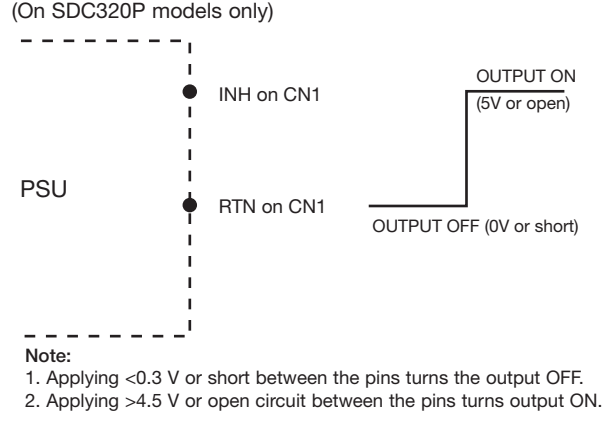 (On SDC320P models only)
INH on CN1
OUTPUT ON
(5V or open)
PSU
RTN on CN1
OUTPUT OFF (0V or short)
Note:
1. Applying <0.3 V or short between the pins turns the output OFF.
2. Applying >4.5 V or open circuit between the pins turns output ON.